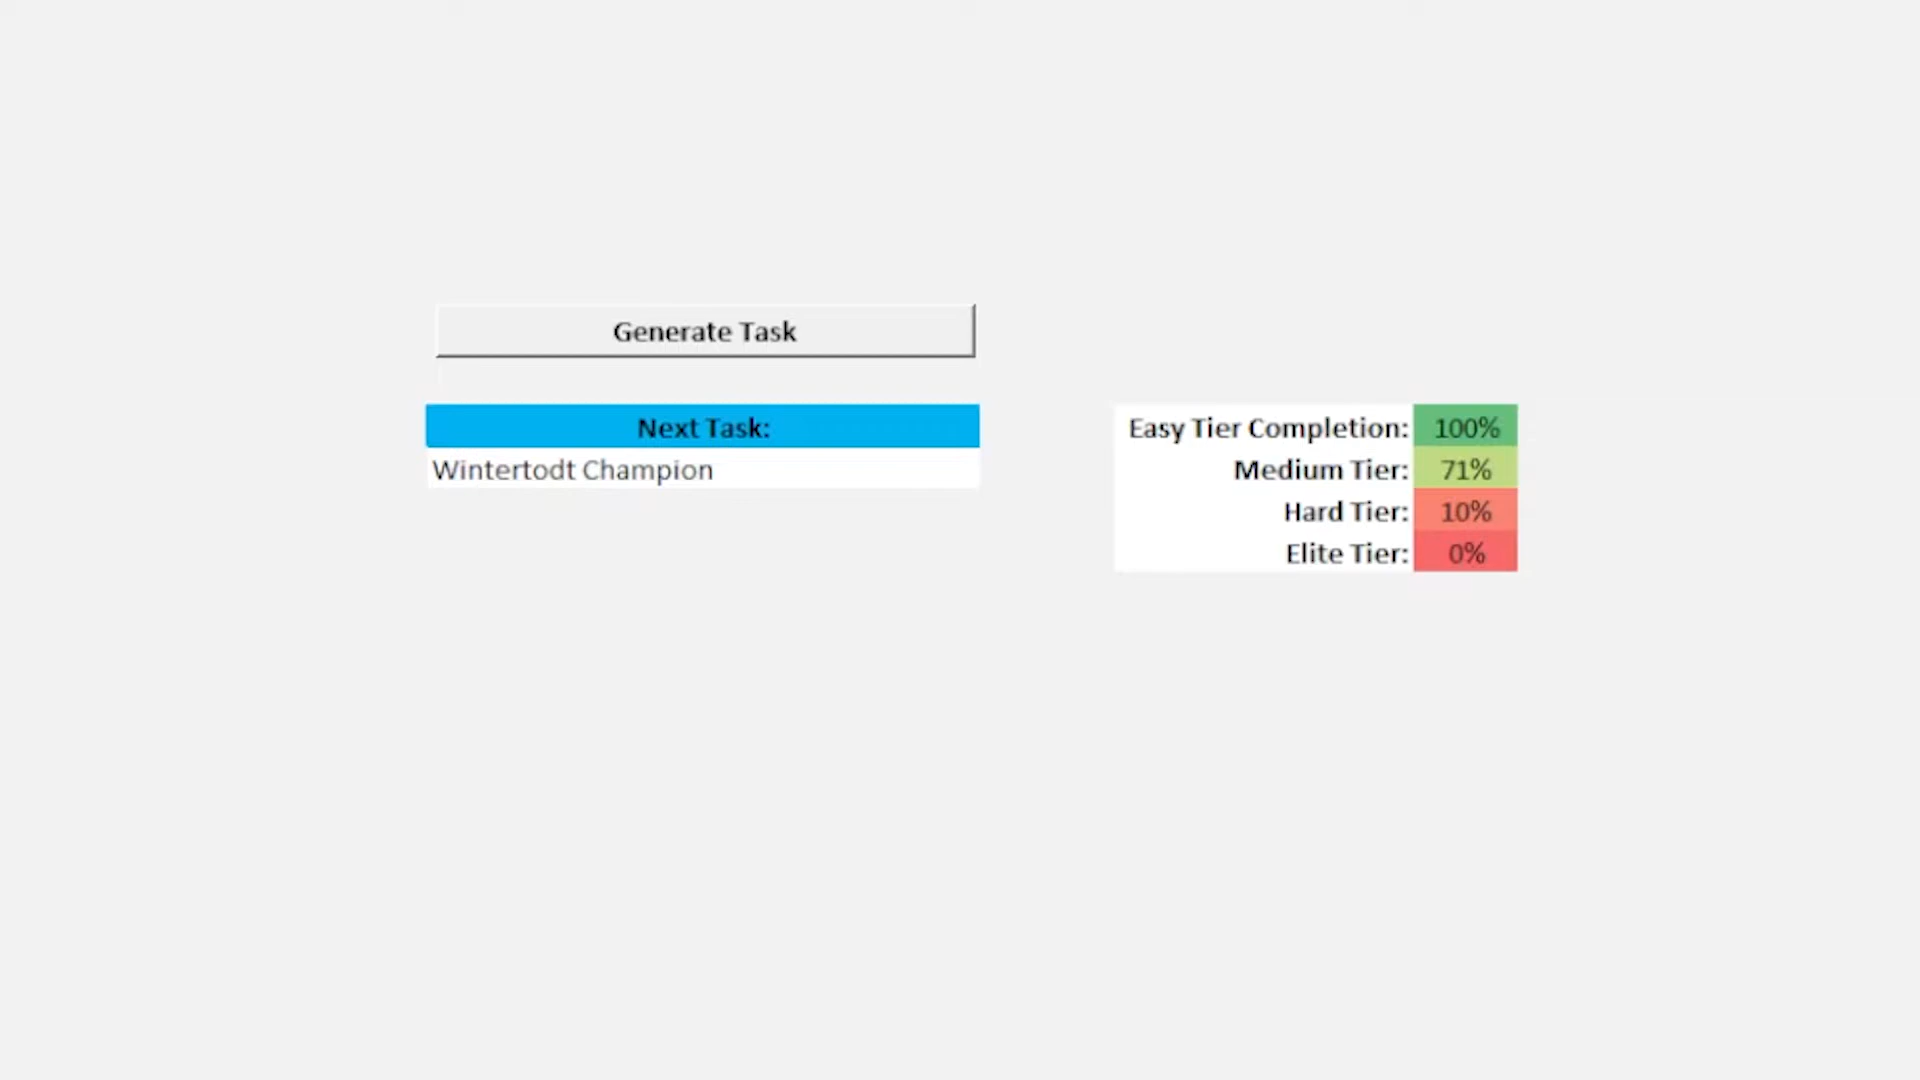 Generate Task
Next Task:
Wintertodt Champion
Easy Tier Completion: 100%
Medium Tier: 71%
Hard Tier: 10%
Elite Tier: 0%